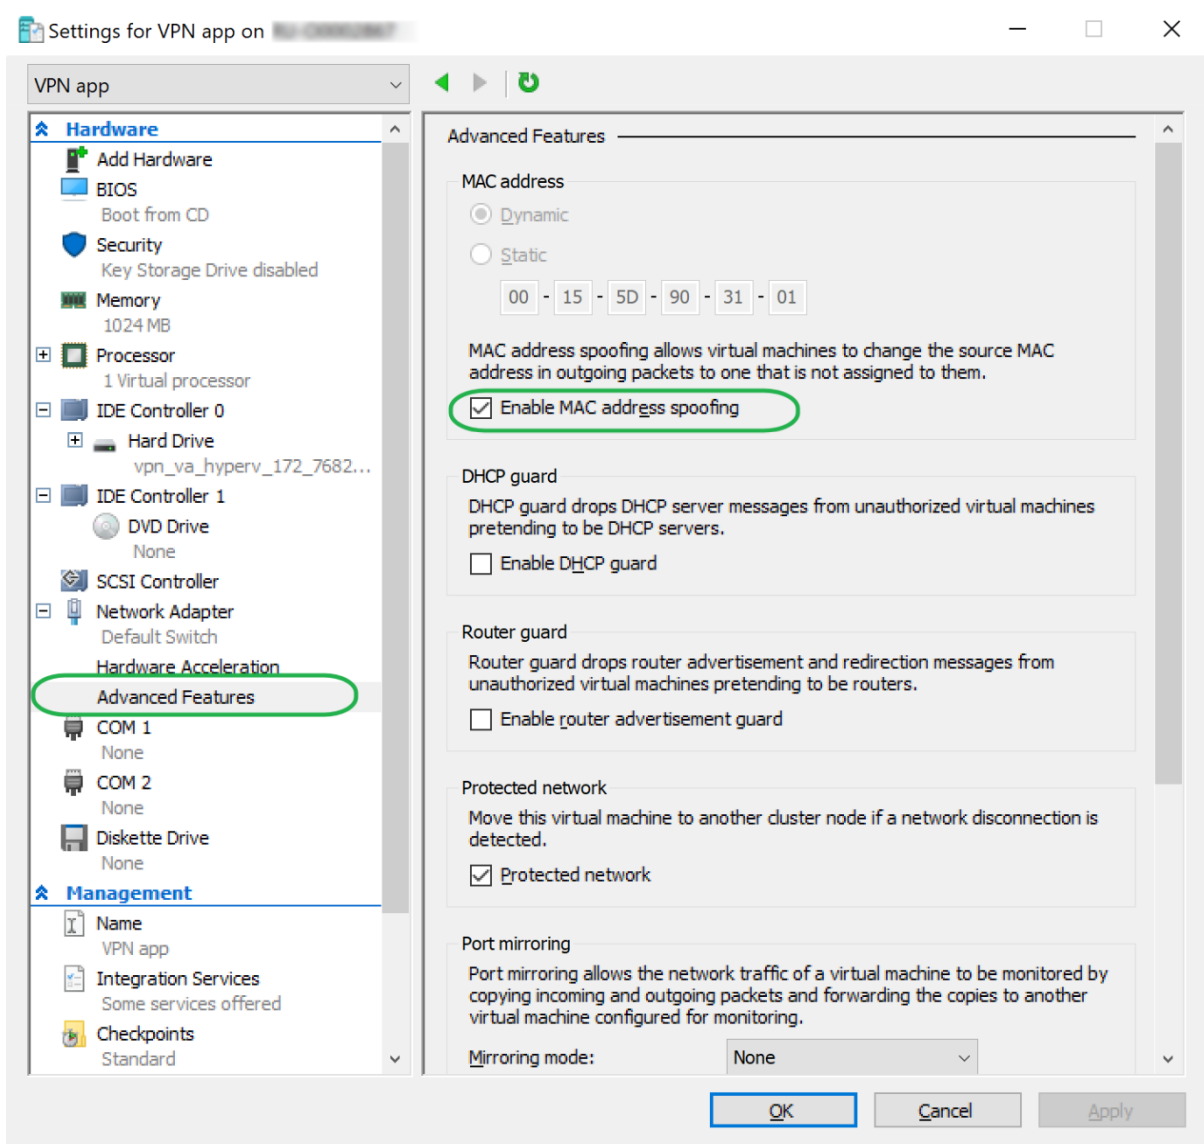 Settings for VPN app on
VPN app
Hardware
Add Hardware
BIOS
Boot from CD
Security
Key Storage Drive disabled
Memory
1024 MB
Processor
1 Virtual processor
IDE Controller 0
Hard Drive
vpn_va_hyperv_172_7682...
IDE Controller 1
DVD Drive
None
SCSI Controller
Network Adapter
Default Switch
Hardware Acceleration
Advanced Features
COM 1
None
COM 2
None
Diskette Drive
None
Management
Name
VPN app
Integration Services
Some services offered
Checkpoints
Standard
Advanced Features
MAC address
Dynamic
Static
00 - 15 - 5D - 90 - 31 - 01
MAC address spoofing allows virtual machines to change the source MAC
address in outgoing packets to one that is not assigned to them.
Enable MAC address spoofing
DHCP guard
DHCP guard drops DHCP server messages from unauthorized virtual machines
pretending to be DHCP servers.
Enable DHCP guard
Router guard
Router guard drops router advertisement and redirection messages from
unauthorized virtual machines pretending to be routers.
Enable router advertisement guard
Protected network
Move this virtual machine to another cluster node if a network disconnection is
detected.
Protected network
Port mirroring
Port mirroring allows the network traffic of a virtual machine to be monitored by
copying incoming and outgoing packets and forwarding the copies to another
virtual machine configured for monitoring.
Mirroring mode: None
OK Cancel Apply